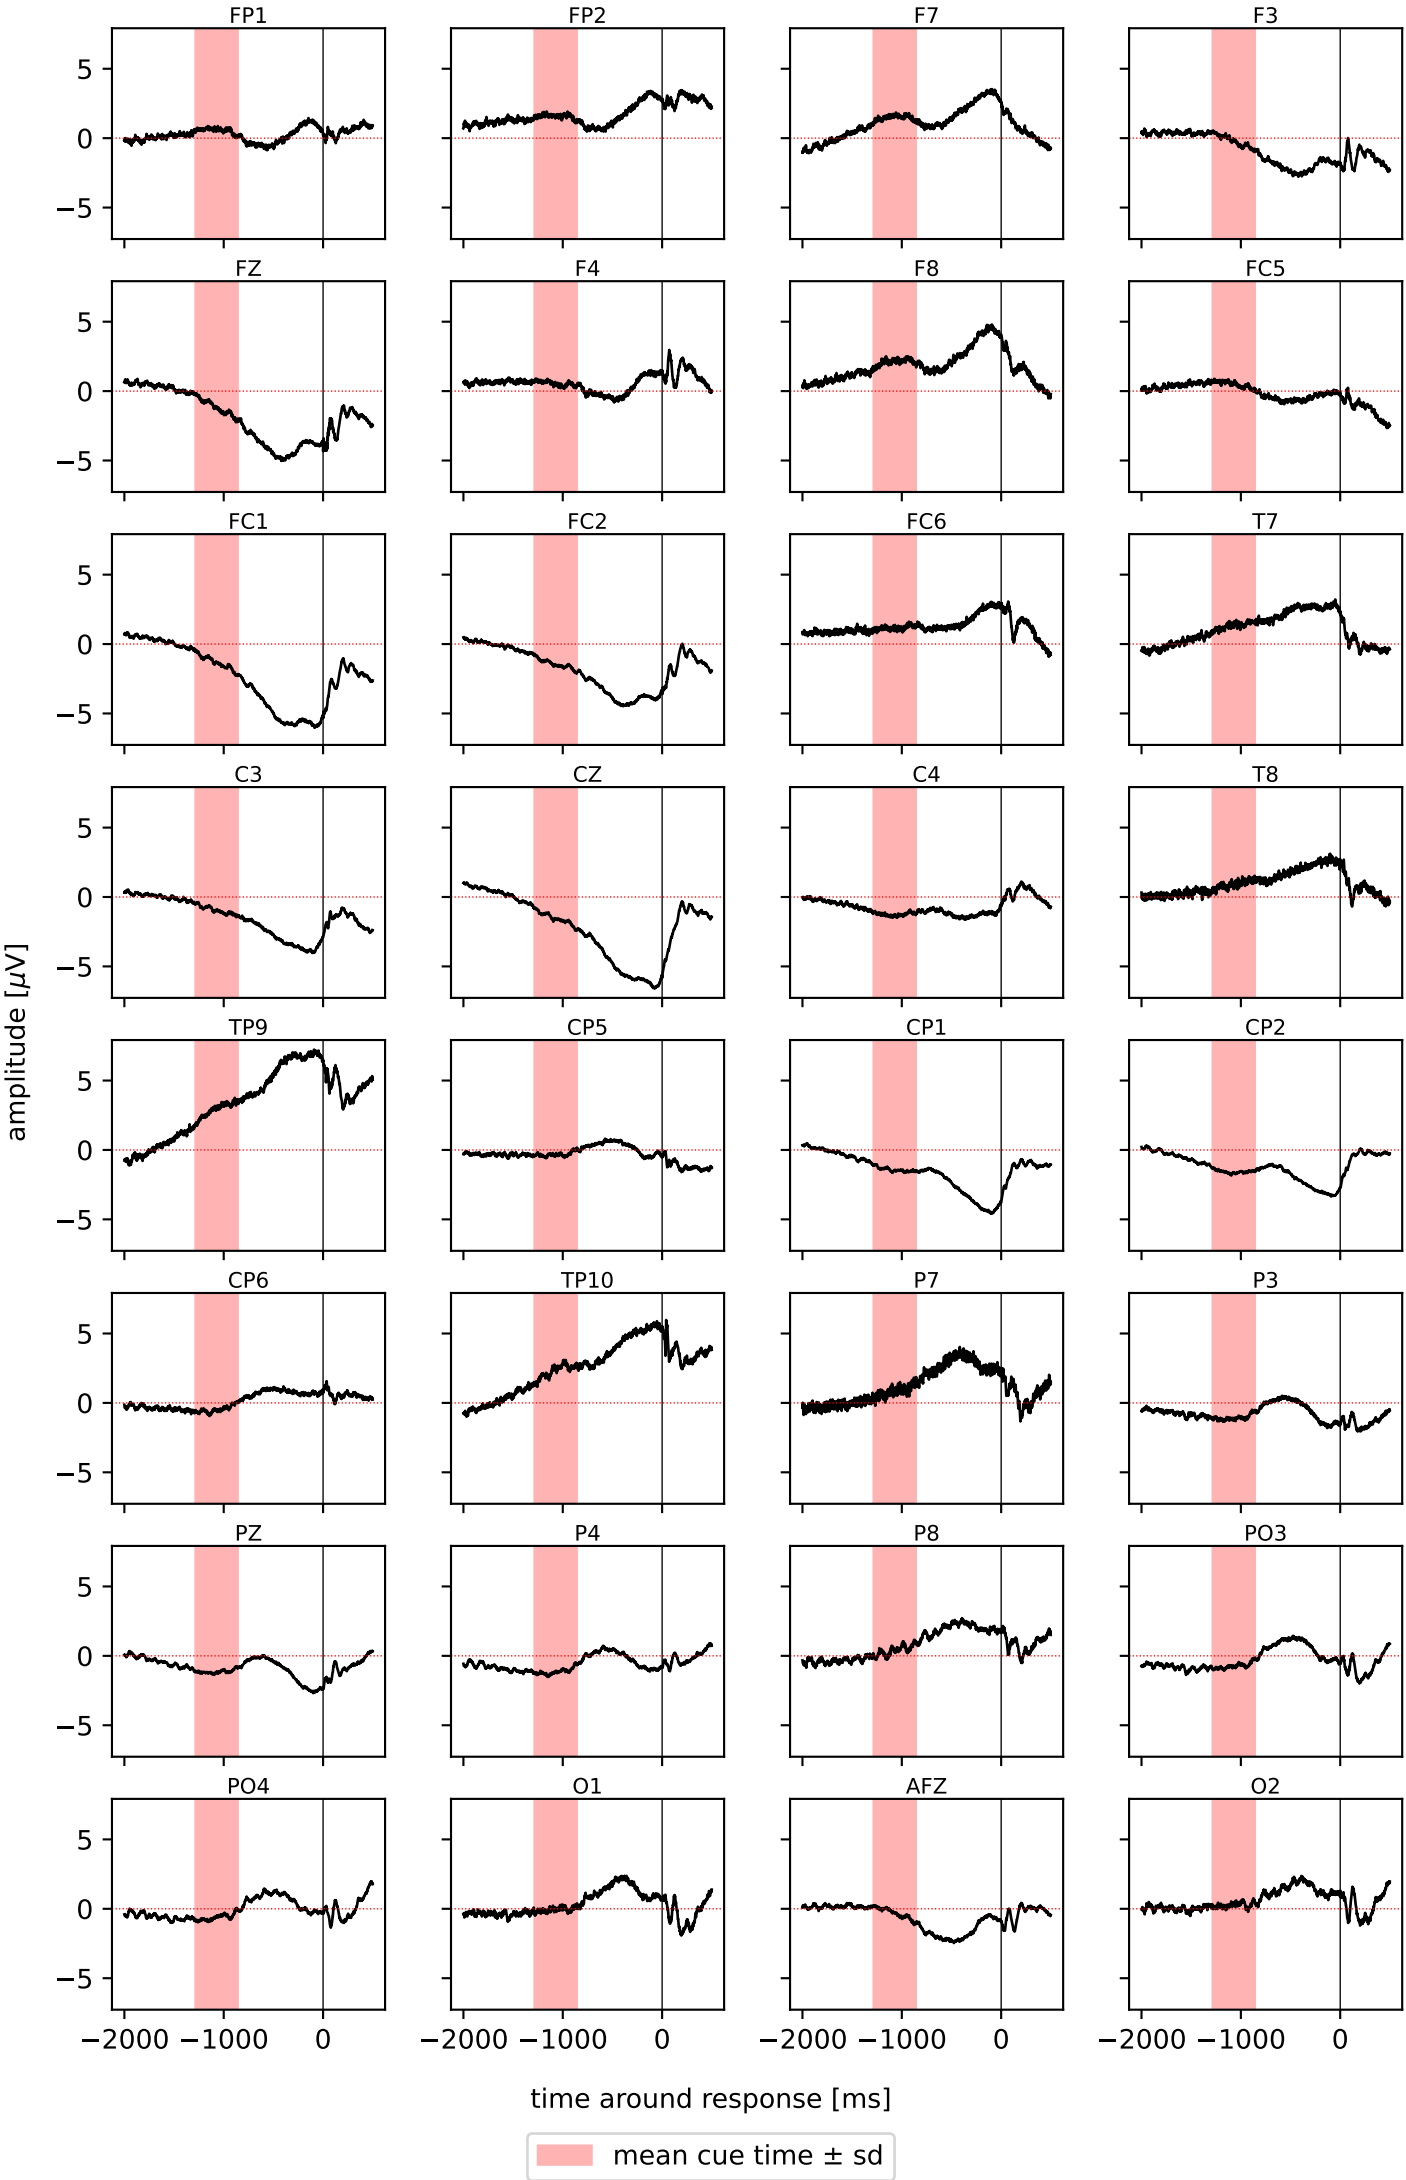 FP1 FP2 F7 F3
5
0
−5
FZ F4 F8 FC5
5
0
−5
FC1 FC2 FC6 T7
5
0
−5
C3 CZ C4 T8
5
0
−5
amplitude [μV]
TP9 CP5 CP1 CP2
5
0
−5
CP6 TP10 P7 P3
5
0
−5
PZ P4 P8 PO3
5
0
−5
PO4 O1 AFZ O2
5
0
−5
−2000 −1000 0 −2000 −1000 0 −2000 −1000 0 −2000 −1000 0
time around response [ms]
mean cue time ± sd